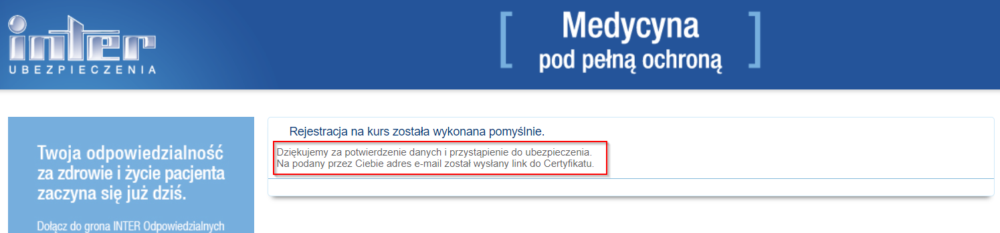 inter
UBEZPIECZENIA
[ Medycyna
pod pełną ochroną ]
Twoja odpowiedzialność
za zdrowie i życie pacjenta
zaczyna się już dziś.
Dołącz do grona INTER Odpowiedzialnych
Rejestracja na kurs została wykonana pomyślnie.
Dziękujemy za potwierdzenie danych i przystąpienie do ubezpieczenia.
Na podany przez Ciebie adres e-mail został wysłany link do Certyfikatu.